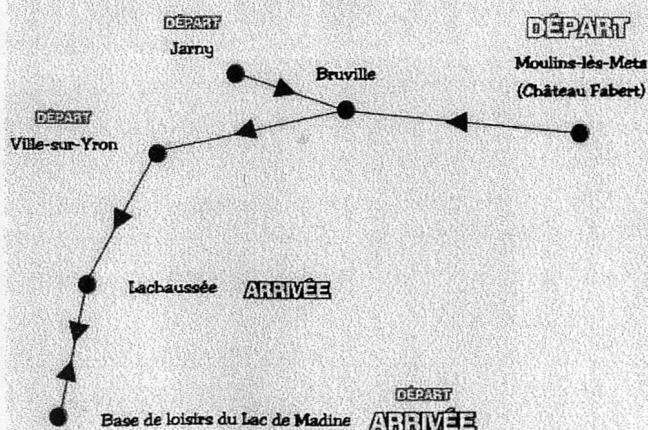 DÉPART
Jarny
Bruville
DÉPART
Moulins-lès-Metz
(Château Fabert)
DÉPART
Ville-sur-Yron
Lachaussée ARRIVÉE
DÉPART
Base de loisirs du Lac de Madine ARRIVÉE